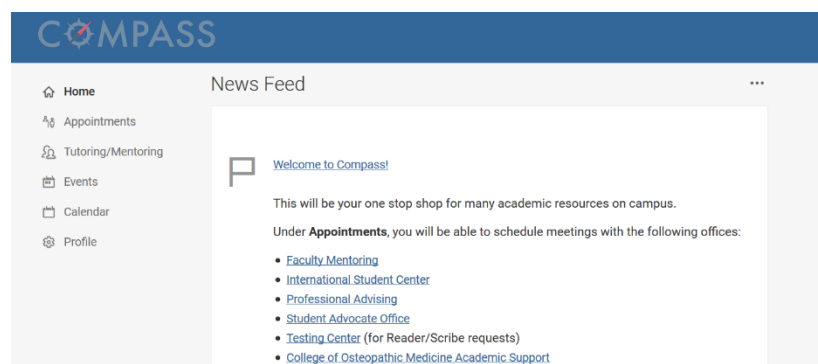 COMPASS
Home
Appointments
Tutoring/Mentoring
Events
Calendar
Profile
News Feed
Welcome to Compass!
This will be your one stop shop for many academic resources on campus.
Under Appointments, you will be able to schedule meetings with the following offices:
• Faculty Mentoring
• International Student Center
• Professional Advising
• Student Advocate Office
• Testing Center (for Reader/Scribe requests)
• College of Osteopathic Medicine Academic Support